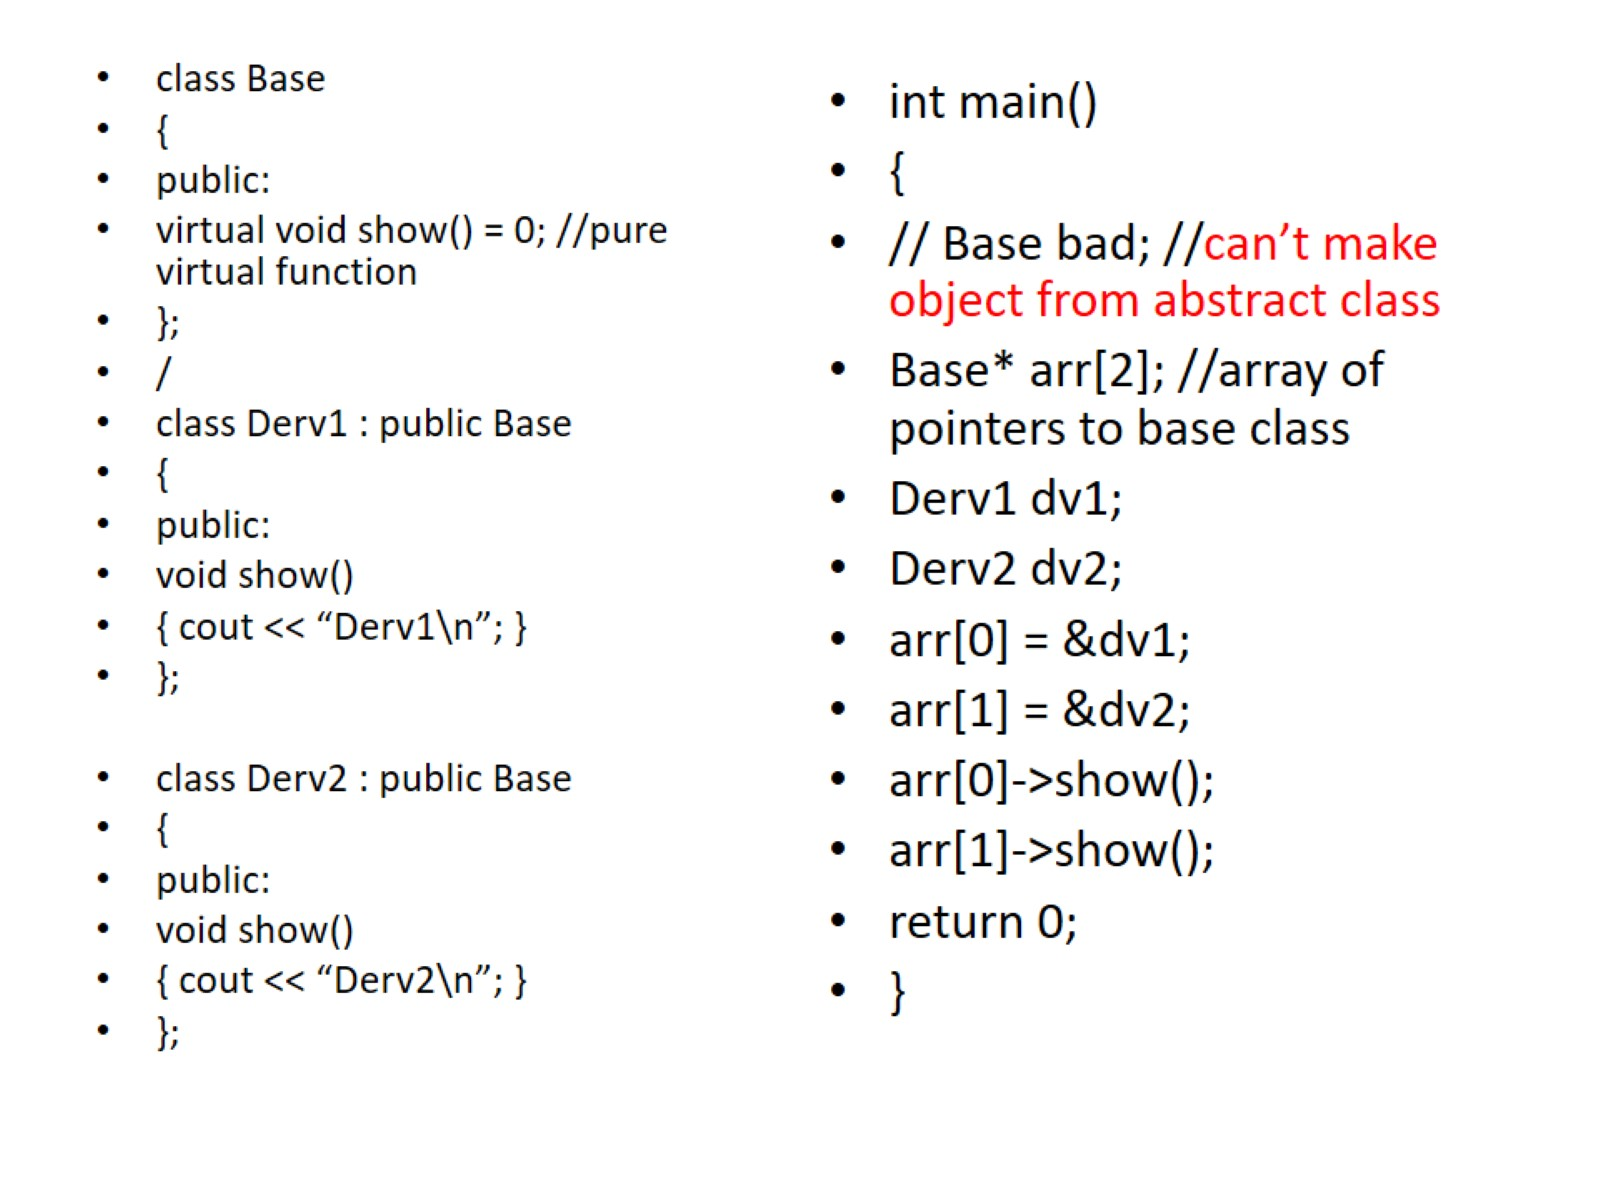 • class Base
• {
• public:
• virtual void show() = 0; //pure
virtual function
• };
• /
• class Derv1 : public Base
• {
• public:
• void show()
• { cout << “Derv1\n”; }
• };
• class Derv2 : public Base
• {
• public:
• void show()
• { cout << “Derv2\n”; }
• };
• int main()
• {
• // Base bad; //can’t make
object from abstract class
• Base* arr[2]; //array of
pointers to base class
• Derv1 dv1;
• Derv2 dv2;
• arr[0] = &dv1;
• arr[1] = &dv2;
• arr[0]->show();
• arr[1]->show();
• return 0;
• }